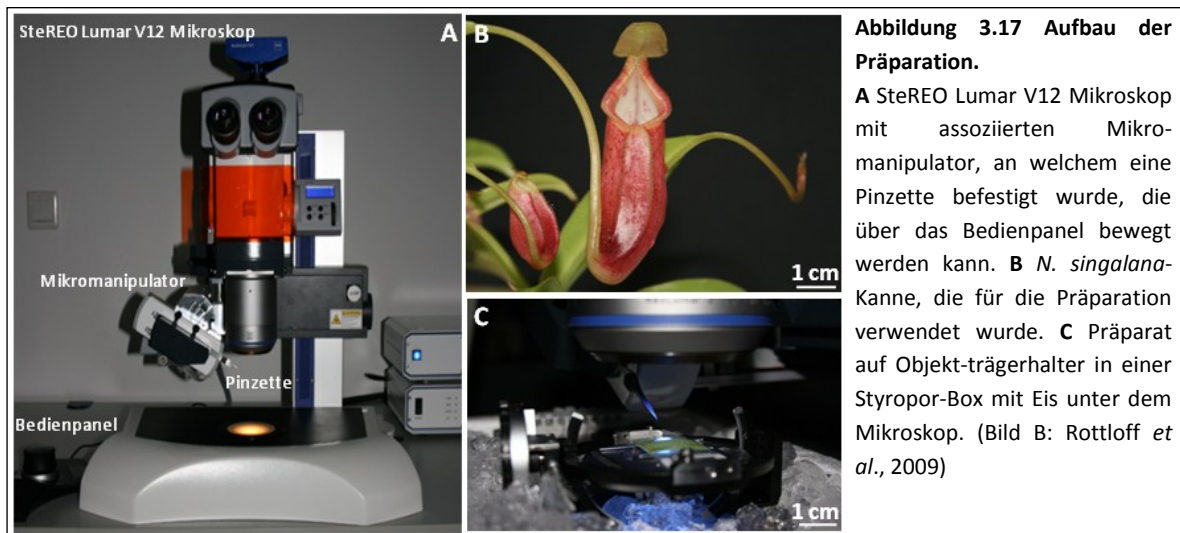 SteREO Lumar V12 Mikroskop
A
Mikromanipulator
Pinzette
Bedienpanel
B
1 cm
C
1 cm
Abbildung 3.17 Aufbau der
Präparation.
A SteREO Lumar V12 Mikroskop
mit assoziierten Mikro-
manipulator, an welchem eine
Pinzette befestigt wurde, die
über das Bedienpanel bewegt
werden kann. B N. singalana-
Kanne, die für die Präparation
verwendet wurde. C Präparat
auf Objekt-trägerhalter in einer
Styropor-Box mit Eis unter dem
Mikroskop. (Bild B: Rottloff et
al., 2009)